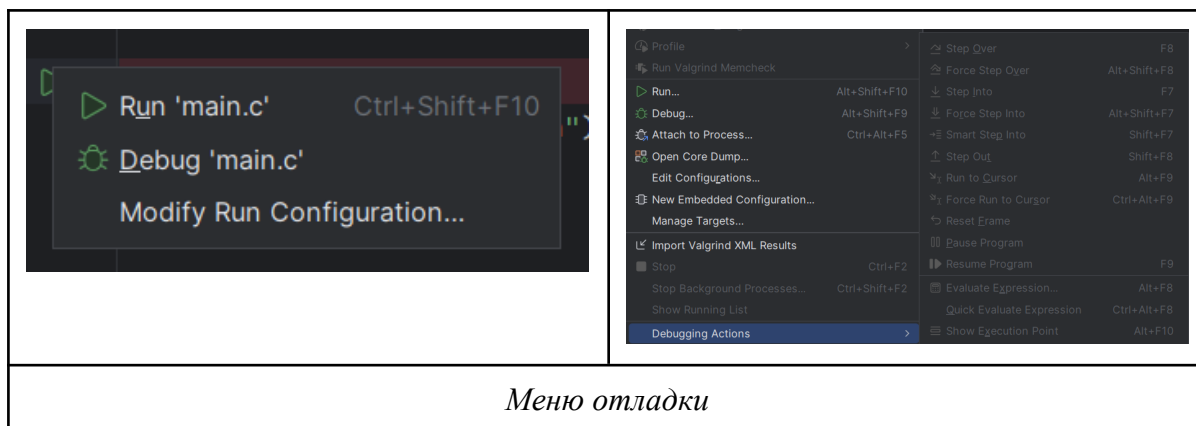 Run 'main.c' Ctrl+Shift+F10
")
Debug 'main.c'
Modify Run Configuration...
Profile
Run Valgrind Memcheck
Run... Alt+Shift+F10
Debug... Alt+Shift+F9
Attach to Process... Ctrl+Alt+F5
Open Core Dump...
Edit Configurations...
New Embedded Configuration...
Manage Targets...
Import Valgrind XML Results
Stop Ctrl+F2
Stop Background Processes... Ctrl+Shift+F2
Show Running List
Debugging Actions
Step Over F8
Force Step Over Alt+Shift+F8
Step Into F7
Force Step Into Alt+Shift+F7
Smart Step Into Shift+F7
Step Out Shift+F8
Run to Cursor Alt+F9
Force Run to Cursor Ctrl+Alt+F9
Reset Frame
Pause Program
Resume Program F9
Evaluate Expression... Alt+F8
Quick Evaluate Expression Ctrl+Alt+F8
Show Execution Point Alt+F10
Меню отладки